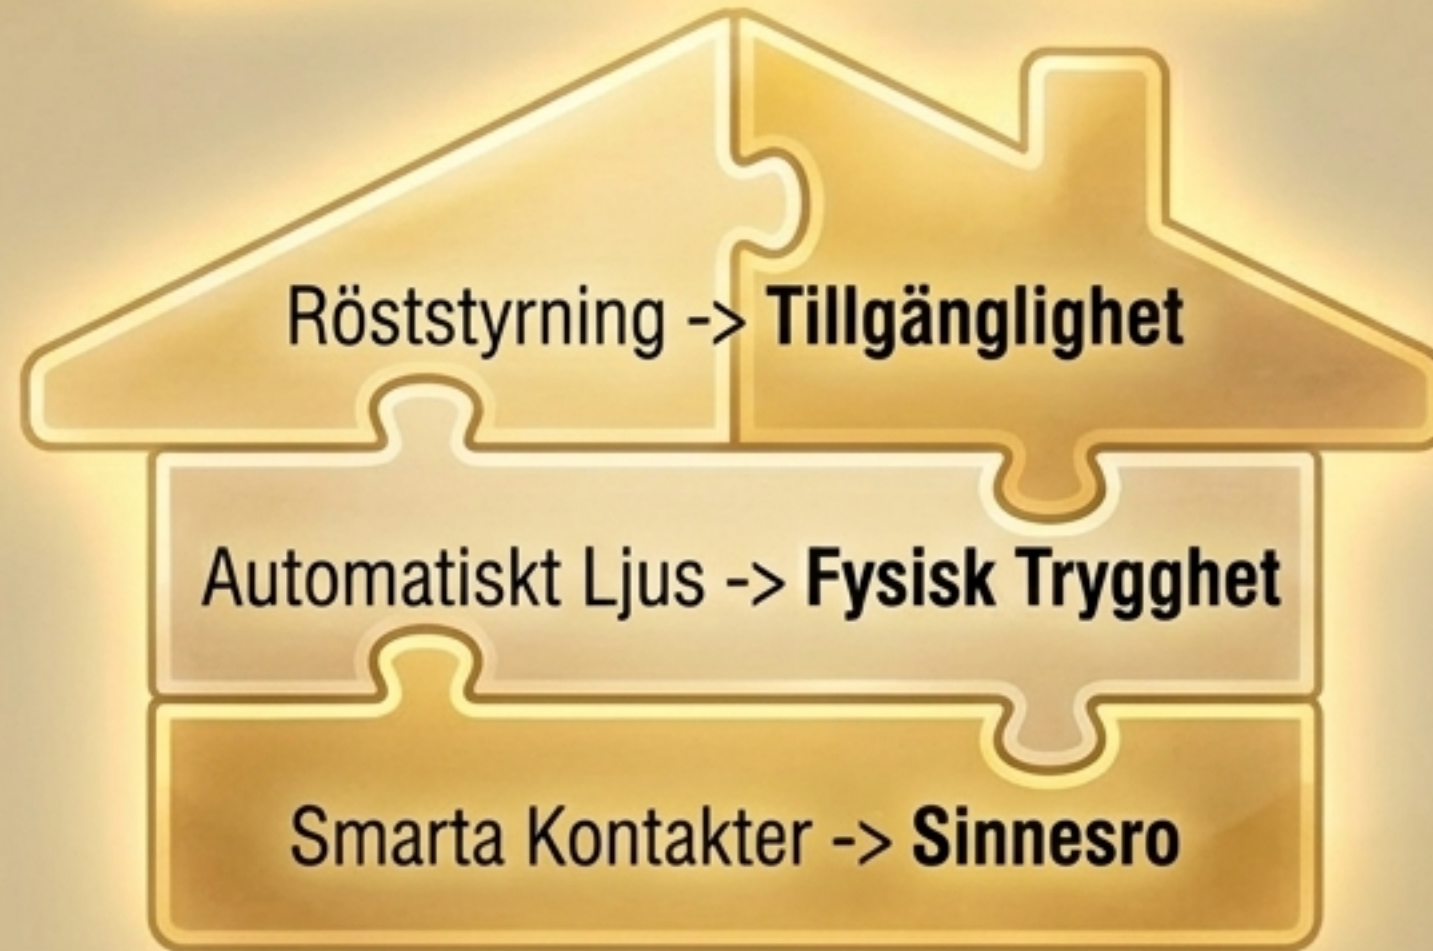 Röststyrning -> Tillgänglighet
Automatiskt Ljus -> Fysisk Trygghet
Smarta Kontakter -> Sinnesro